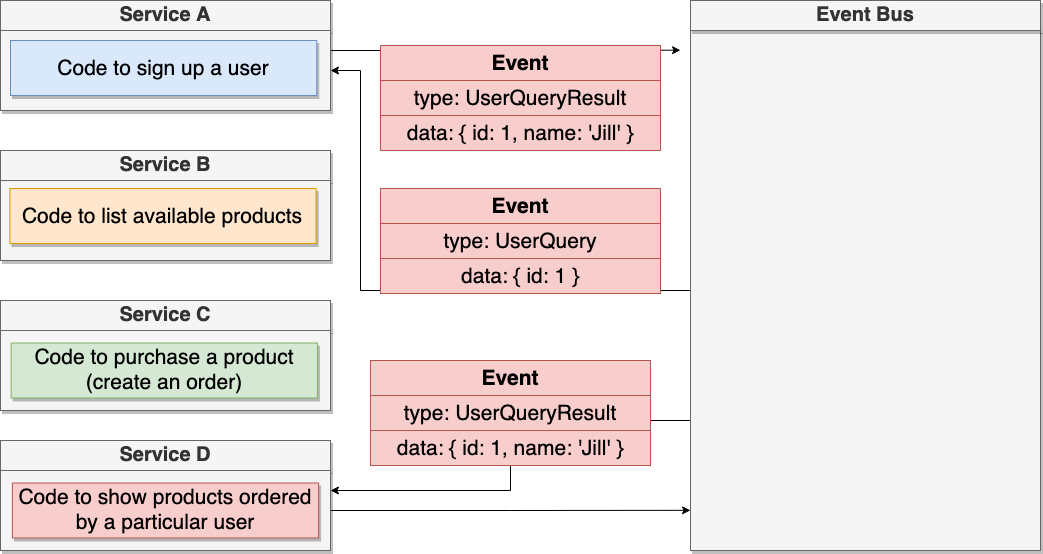 Service A
Code to sign up a user
Service B
Code to list available products
Service C
Code to purchase a product
(create an order)
Service D
Code to show products ordered
by a particular user
Event
type: UserQueryResult
data: { id: 1, name: 'Jill' }
Event
type: UserQuery
data: { id: 1 }
Event
type: UserQueryResult
data: { id: 1, name: 'Jill' }
Event Bus